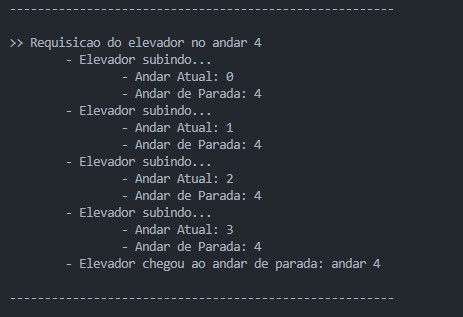 -------------------------------------------------------
>> Requisicao do elevador no andar 4
- Elevador subindo...
- Andar Atual: 0
- Andar de Parada: 4
- Elevador subindo...
- Andar Atual: 1
- Andar de Parada: 4
- Elevador subindo...
- Andar Atual: 2
- Andar de Parada: 4
- Elevador subindo...
- Andar Atual: 3
- Andar de Parada: 4
- Elevador chegou ao andar de parada: andar 4
-------------------------------------------------------